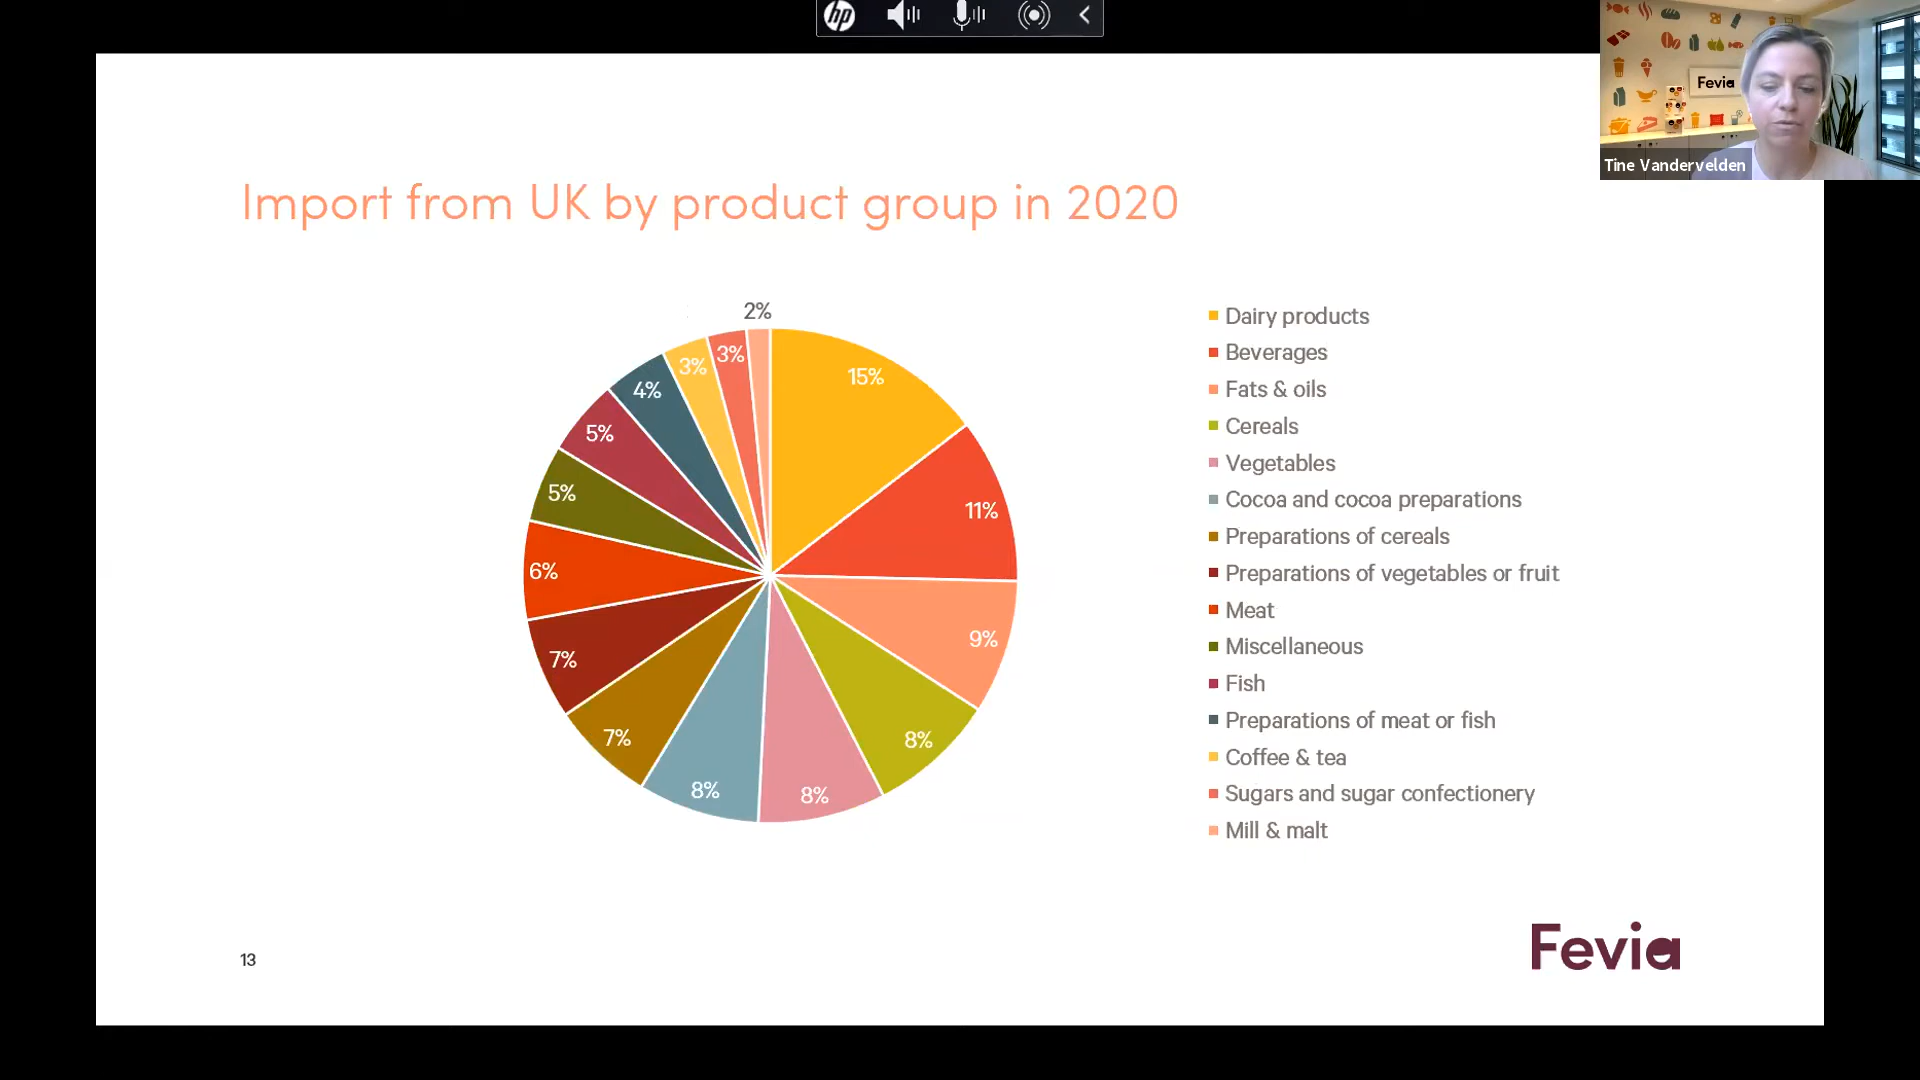 hp
Fevia
Tine Vandervelden
Import from UK by product group in 2020
2%
3%
3%
15%
4%
5%
11%
5%
6%
9%
7%
7%
8%
8%
8%
Dairy products
Beverages
Fats & oils
Cereals
Vegetables
Cocoa and cocoa preparations
Preparations of cereals
Preparations of vegetables or fruit
Meat
Miscellaneous
Fish
Preparations of meat or fish
Coffee & tea
Sugars and sugar confectionery
Mill & malt
13
Fevia